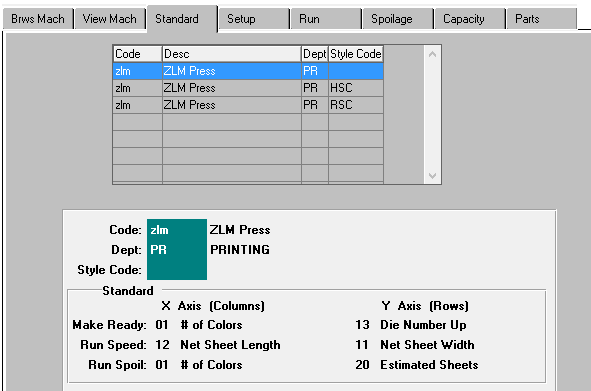 Brws Mach View Mach Standard Setup Run Spoilage Capacity Parts
Code Desc Dept Style Code
zlm ZLM Press PR
zlm ZLM Press PR HSC
zlm ZLM Press PR RSC
Code: zlm ZLM Press
Dept: PR PRINTING
Style Code:
Standard
X Axis (Columns) Y Axis (Rows)
Make Ready: 01 # of Colors 13 Die Number Up
Run Speed: 12 Net Sheet Length 11 Net Sheet Width
Run Spoil: 01 # of Colors 20 Estimated Sheets